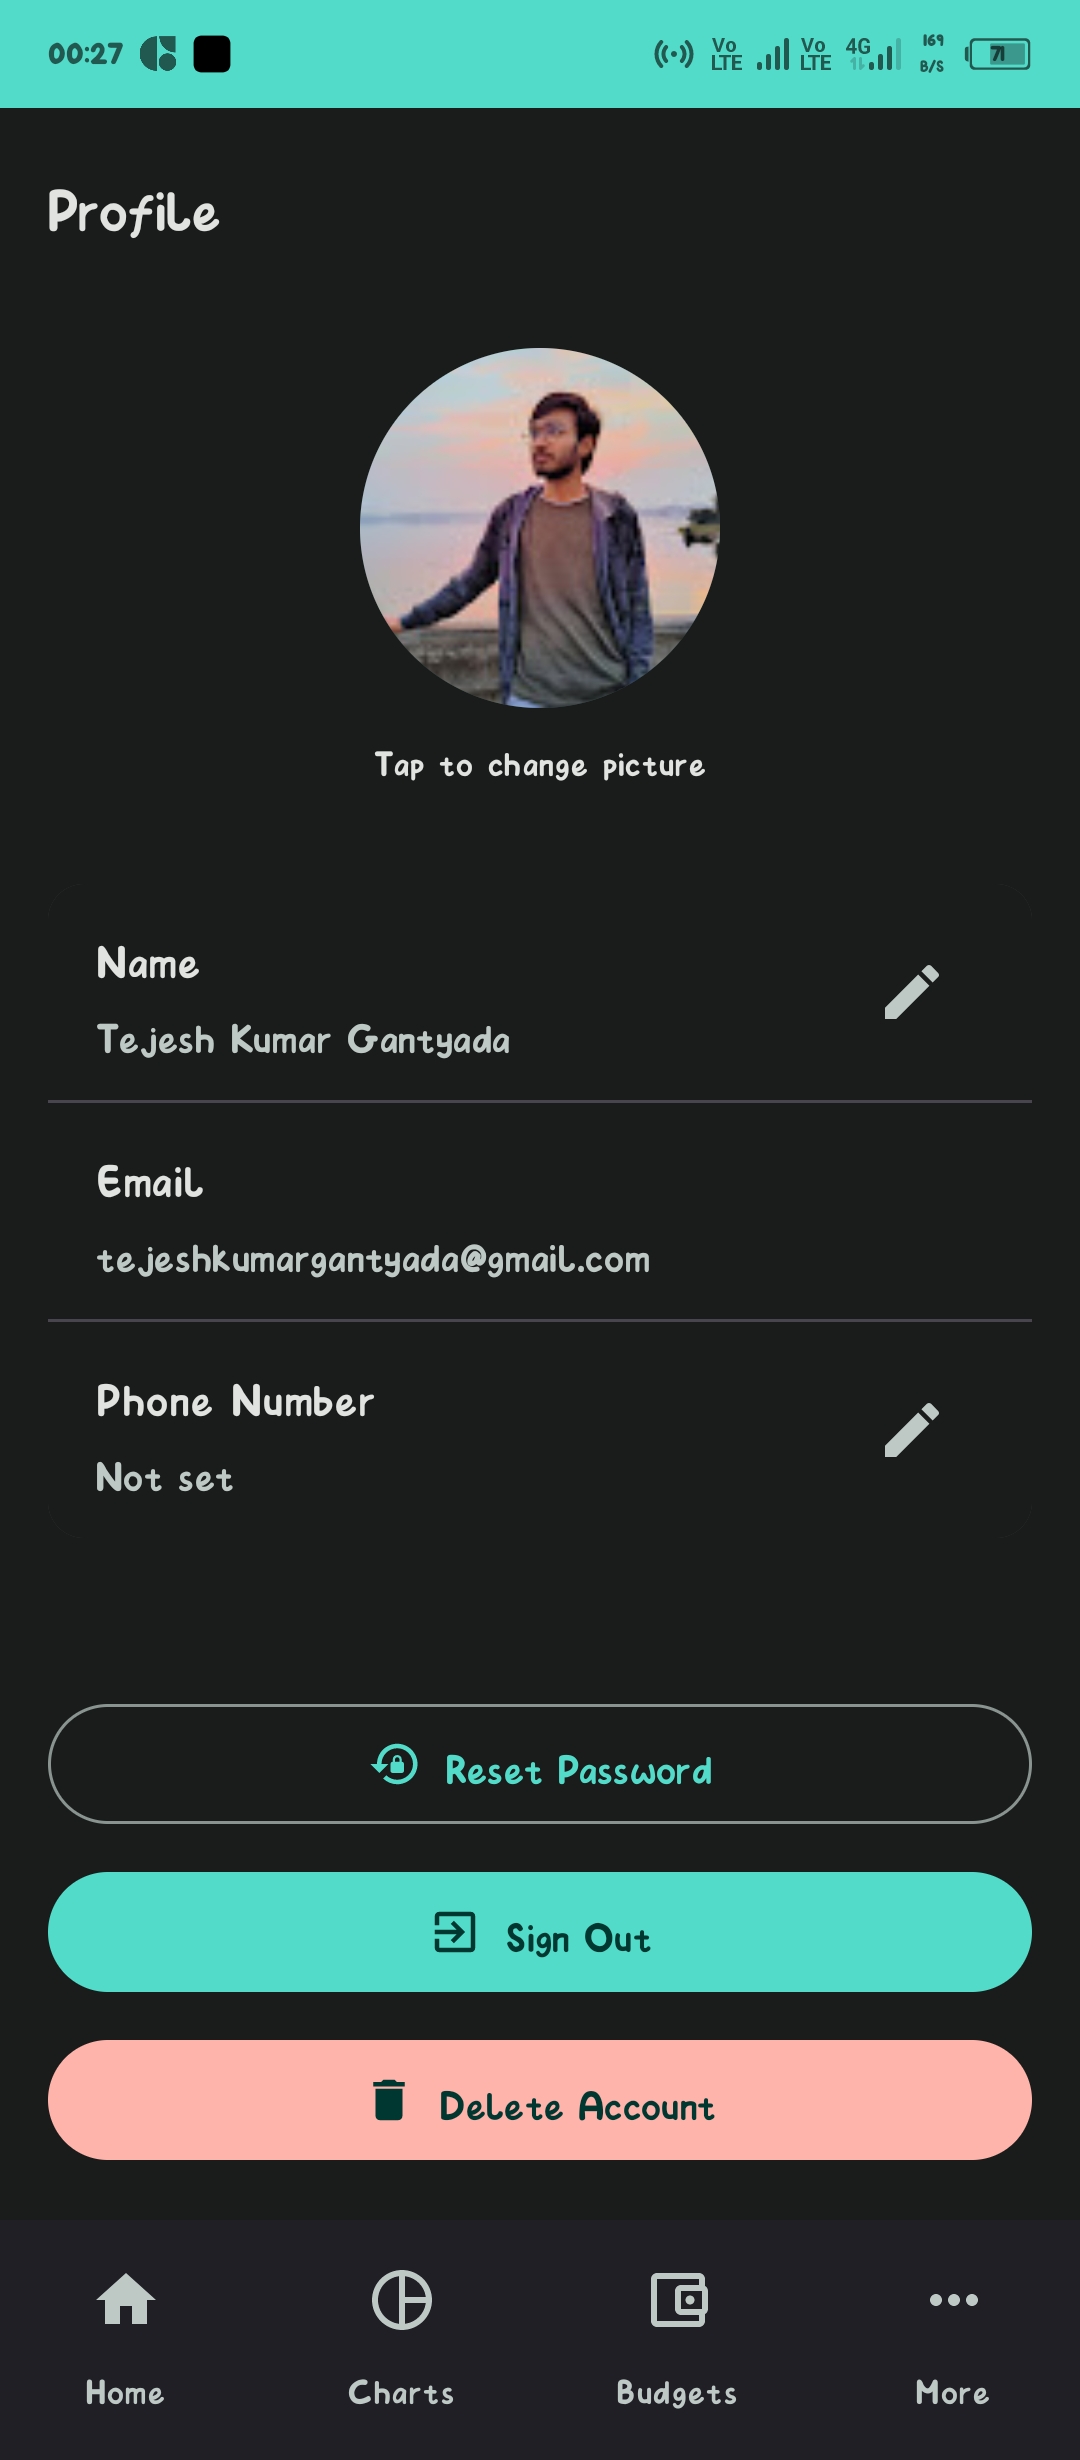 00:27
Vo LTE Vo LTE 4G 169 B/S 71
Profile
Tap to change picture
Name
Tejesh Kumar Gantyada
Email
tejeshkumargantyada@gmail.com
Phone Number
Not set
Reset Password
Sign Out
Delete Account
Home Charts Budgets More